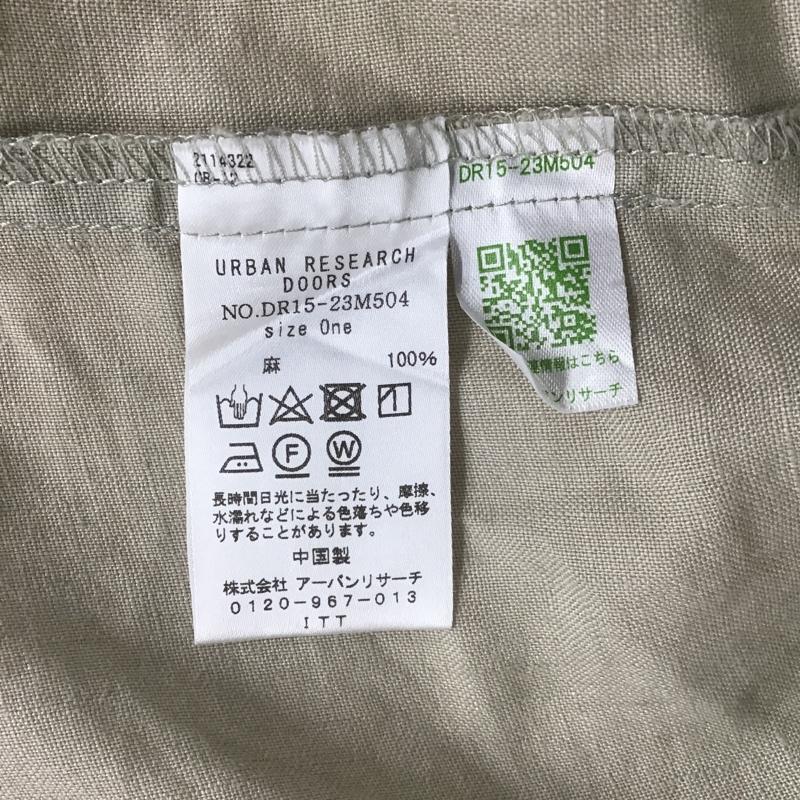 2114322
DR15-23M504
URBAN RESEARCH
DOORS
NO.DR15-23M504
size One
麻 100%
F W
長時間日光に当たったり、摩擦、
水濡れなどによる色落ちや色移
りすることがあります。
中国製
株式会社 アーバンリサーチ
0120-967-013
ITT
情報はこちら
バンリサーチ